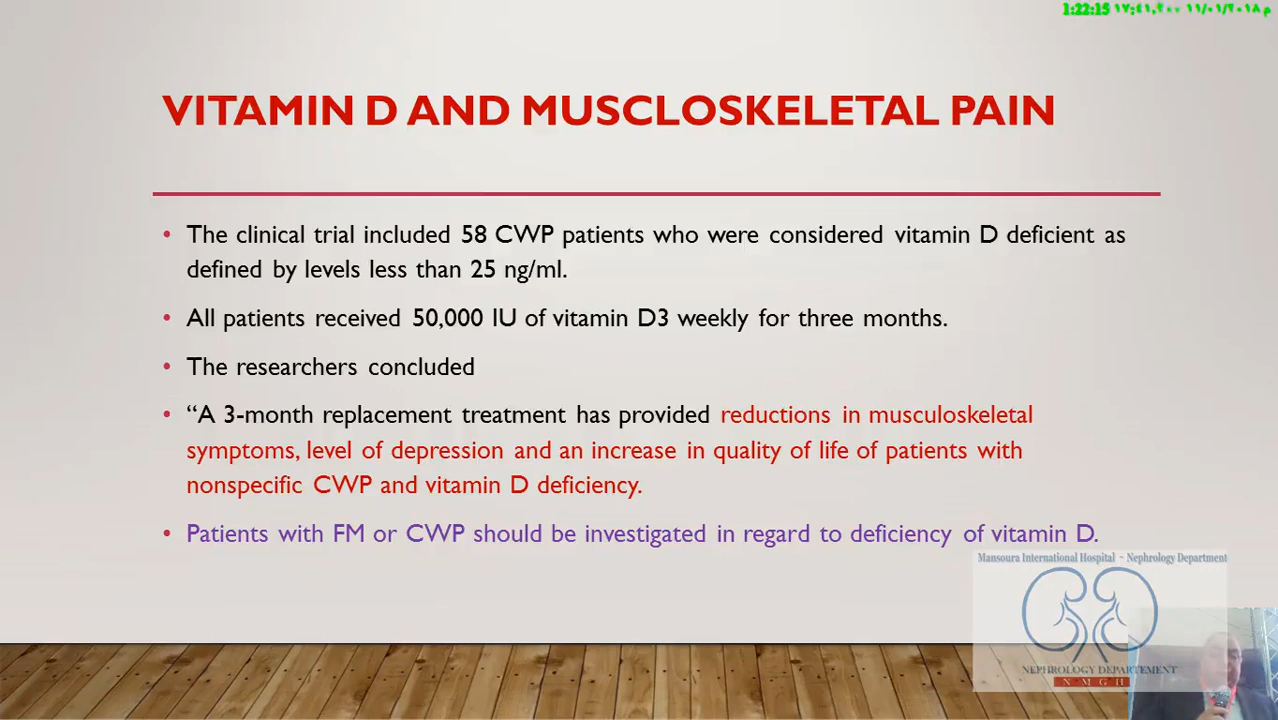 1:22:15
VITAMIN D AND MUSCLOSKELETAL PAIN
• The clinical trial included 58 CWP patients who were considered vitamin D deficient as
defined by levels less than 25 ng/ml.
• All patients received 50,000 IU of vitamin D3 weekly for three months.
• The researchers concluded
• “A 3-month replacement treatment has provided reductions in musculoskeletal
symptoms, level of depression and an increase in quality of life of patients with
nonspecific CWP and vitamin D deficiency.
• Patients with FM or CWP should be investigated in regard to deficiency of vitamin D.
Mansoura International Hospital - Nephrology Department
NEPHROLOGY DEPARTEMENT
N M G H